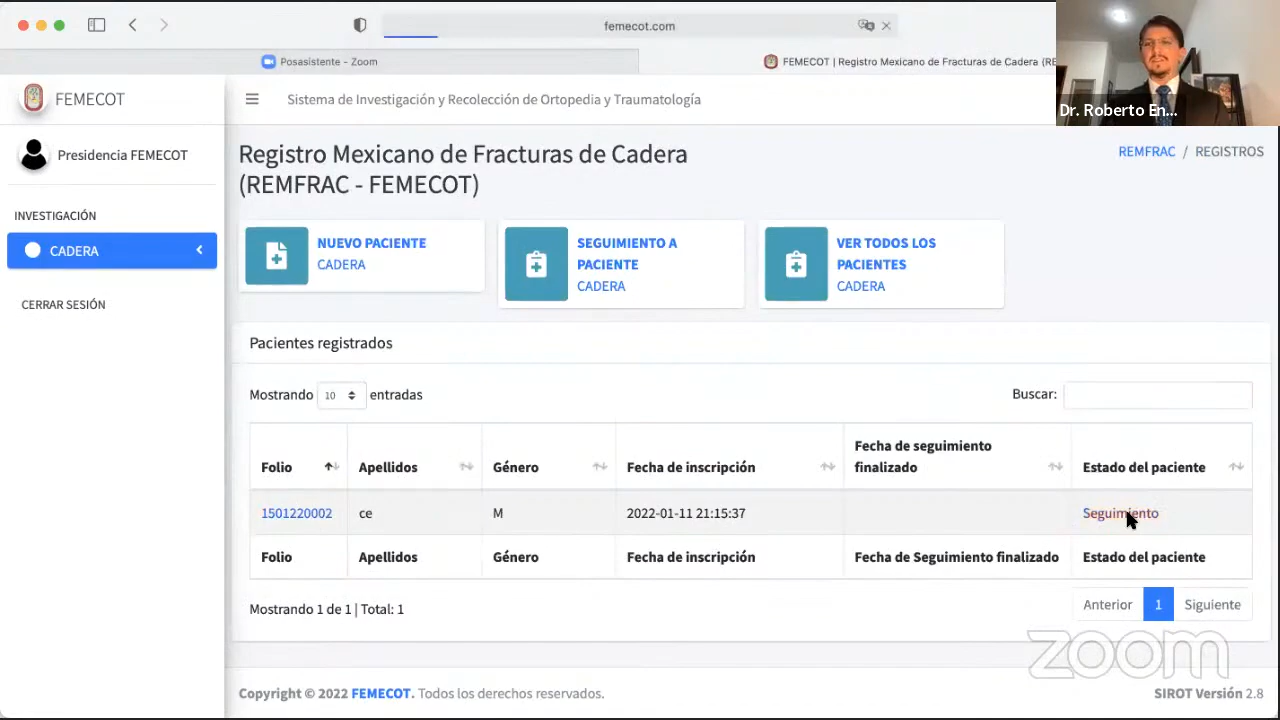 femecot.com
Posasistente - Zoom
FEMECOT | Registro Mexicano de Fracturas de Cadera (RE
Dr. Roberto En...
FEMECOT
Sistema de Investigación y Recolección de Ortopedia y Traumatología
Presidencia FEMECOT
Registro Mexicano de Fracturas de Cadera
(REMFRAC - FEMECOT)
REMFRAC / REGISTROS
INVESTIGACIÓN
CADERA
CERRAR SESIÓN
NUEVO PACIENTE
CADERA
SEGUIMIENTO A
PACIENTE
CADERA
VER TODOS LOS
PACIENTES
CADERA
Pacientes registrados
Mostrando 10 entradas
Buscar:
Folio Apellidos Género Fecha de inscripción Fecha de seguimiento finalizado Estado del paciente
1501220002 ce M 2022-01-11 21:15:37 Seguimiento
Folio Apellidos Género Fecha de inscripción Fecha de Seguimiento finalizado Estado del paciente
Mostrando 1 de 1 | Total: 1
Anterior 1 Siguiente
zoom
Copyright © 2022 FEMECOT. Todos los derechos reservados.
SIROT Versión 2.8